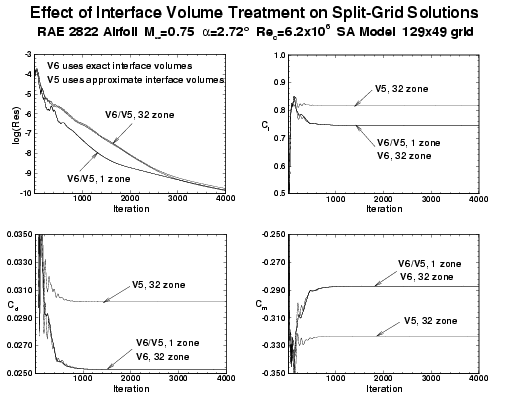 Effect of Interface Volume Treatment on Split-Grid Solutions
RAE 2822 Airfoil M∞=0.75 α=2.72° Re_c=6.2x10^6 SA Model 129x49 grid
V6 uses exact interface volumes
V5 uses approximate interface volumes
V6/V5, 32 zone
V6/V5, 1 zone
log(Res)
-3
-4
-5
-6
-7
-8
-9
-10
1000
2000
3000
4000
Iteration
V5, 32 zone
V6/V5, 1 zone
V6, 32 zone
C_l
1.0
0.9
0.8
0.7
0.6
0.5
1000
2000
3000
4000
Iteration
V5, 32 zone
V6/V5, 1 zone
V6, 32 zone
C_d
0.0350
0.0330
0.0310
0.0290
0.0270
0.0250
1000
2000
3000
4000
Iteration
V6/V5, 1 zone
V6, 32 zone
V5, 32 zone
C_m
-0.250
-0.270
-0.290
-0.310
-0.330
-0.350
1000
2000
3000
4000
Iteration